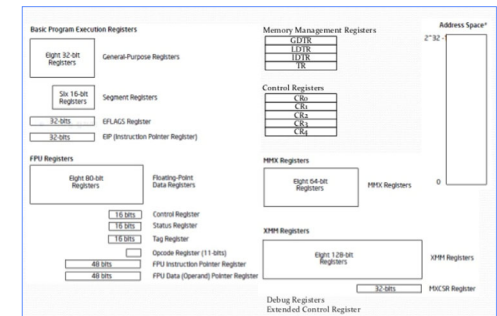 Basic Program Execution Registers
Eight 32-bit
Registers
General-Purpose Registers
Six 16-bit
Registers
Segment Registers
32-bits
EFLAGS Register
32-bits
EIP (Instruction Pointer Register)
FPU Registers
Eight 80-bit
Registers
Floating-Point
Data Registers
16 bits
Control Register
16 bits
Status Register
16 bits
Tag Register
Opcode Register (11-bits)
48 bits
FPU Instruction Pointer Register
48 bits
FPU Data (Operand) Pointer Register
Memory Management Registers
GDTR
LDTR
IDTR
TR
Control Registers
CR0
CR1
CR2
CR3
CR4
MMX Registers
Eight 64-bit
Registers
MMX Registers
XMM Registers
Eight 128-bit
Registers
XMM Registers
32-bits
MXCSR Register
Debug Registers
Extended Control Register
Address Space*
2^32 -1
0